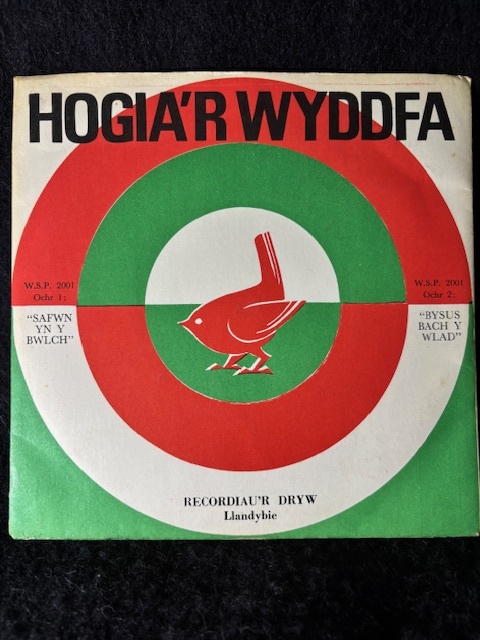 HOGIA'R WYDDFA
W.S.P. 2001
Ochr 1:
"SAFWN
YN Y
BWLCH"
W.S.P. 2001
Ochr 2:
"BYSUS
BACH Y
WLAD"
RECORDIAU'R DRYW
Llandybie